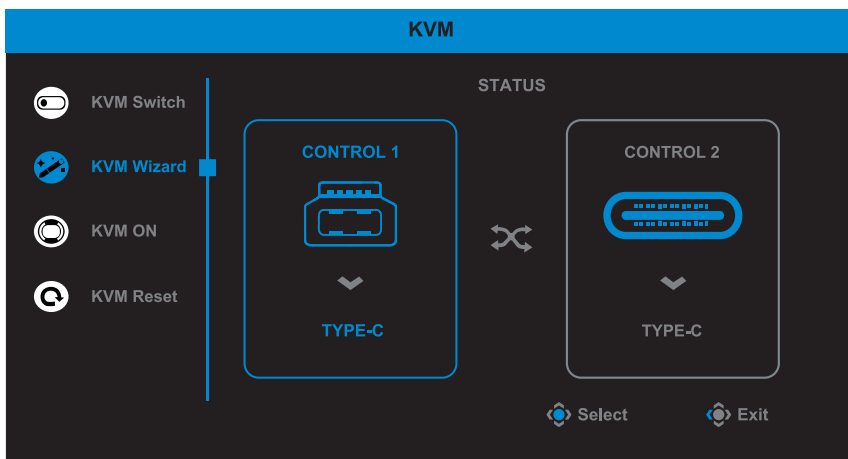 KVM
STATUS
KVM Switch
KVM Wizard
KVM ON
KVM Reset
CONTROL 1
TYPE-C
CONTROL 2
TYPE-C
Select
Exit